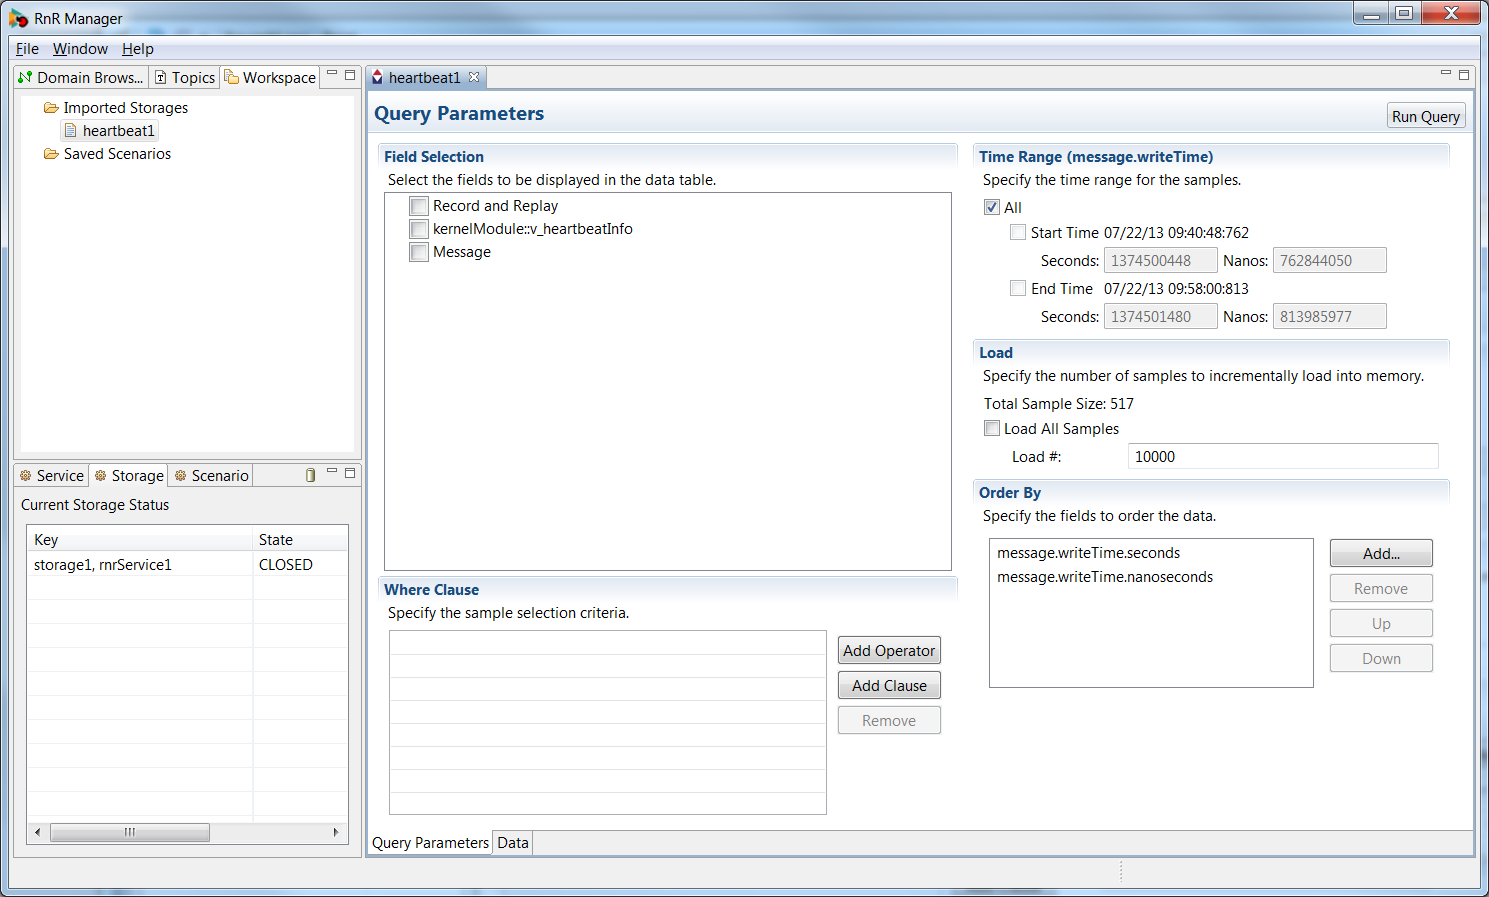 RnR Manager
File Window Help
Domain Brows... Topics Workspace
Imported Storages
heartbeat1
Saved Scenarios
Service Storage Scenario
Current Storage Status
Key State
storage1, rnrService1 CLOSED
heartbeat1
Query Parameters
Run Query
Field Selection
Select the fields to be displayed in the data table.
Record and Replay
kernelModule::v_heartbeatInfo
Message
Where Clause
Specify the sample selection criteria.
Add Operator
Add Clause
Remove
Time Range (message.writeTime)
Specify the time range for the samples.
All
Start Time 07/22/13 09:40:48:762
Seconds: 1374500448 Nanos: 762844050
End Time 07/22/13 09:58:00:813
Seconds: 1374501480 Nanos: 813985977
Load
Specify the number of samples to incrementally load into memory.
Total Sample Size: 517
Load All Samples
Load #: 10000
Order By
Specify the fields to order the data.
message.writeTime.seconds
message.writeTime.nanoseconds
Add...
Remove
Up
Down
Query Parameters Data